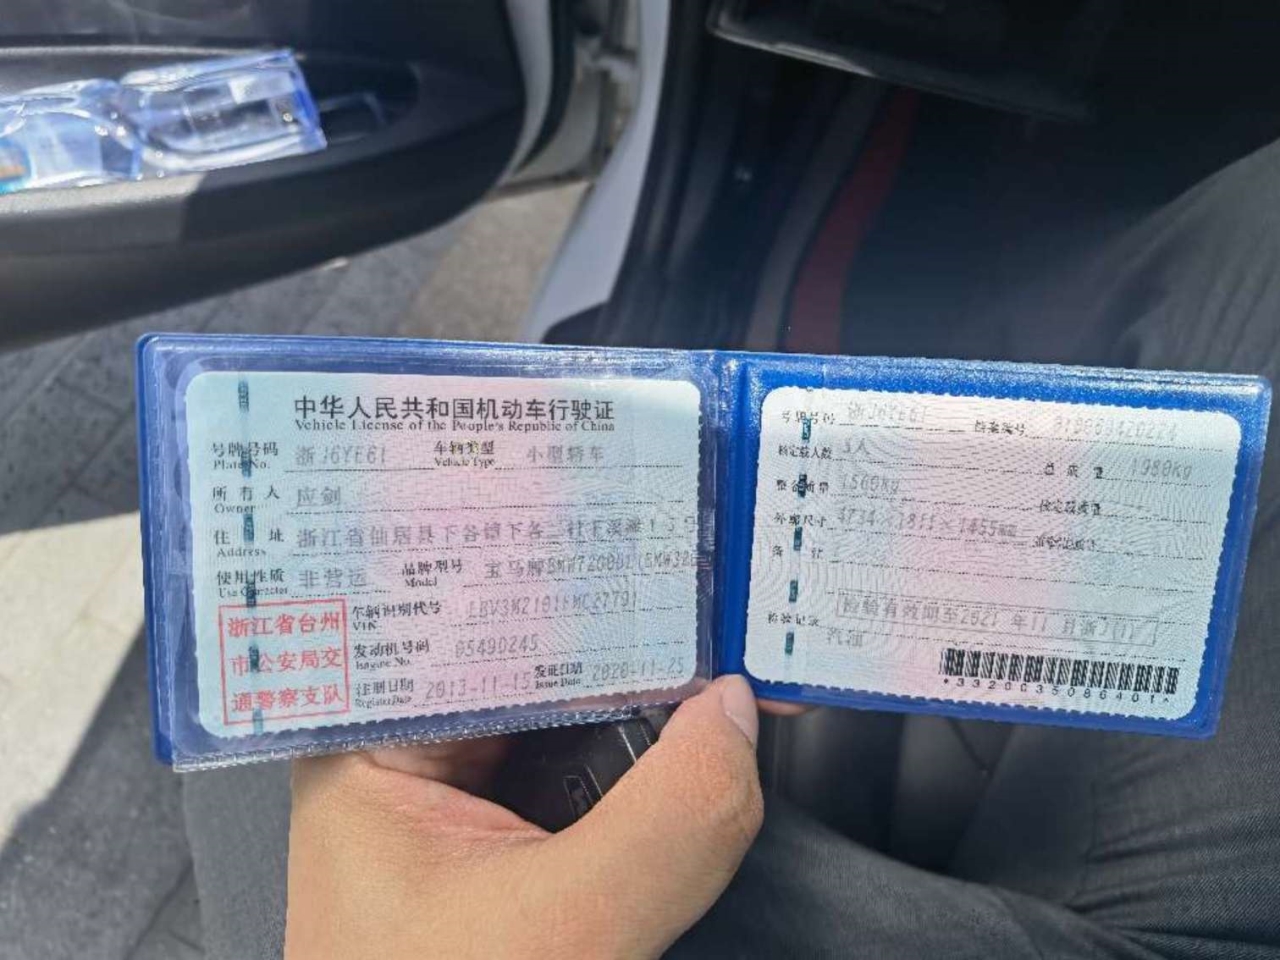 中华人民共和国机动车行驶证
Vehicle License of the People's Republic of China
号牌号码 浙J6YE61 车辆类型 小型轿车
Plate No. Vehicle Type
所有人 应剑
Owner
住址 浙江省仙居县下各镇下各
Address
使用性质 非营运 品牌型号 宝马牌
Use Character Model
车辆识别代号
VIN
发动机号码 05490245
Engine No.
注册日期 2013-11-15 发证日期 2020-11-25
Register Date Issue Date
浙江省台州
市公安局交
通警察支队
号牌号码 浙J6YE61 档案编号
核定载人数 5人 总质量 1980kg
整备质量 1560kg 核定载质量
外廓尺寸 4734×1811×1455mm 准牵引总质量
备注
检验有效期至2021年11月
检验记录
汽油
*3320035086401*